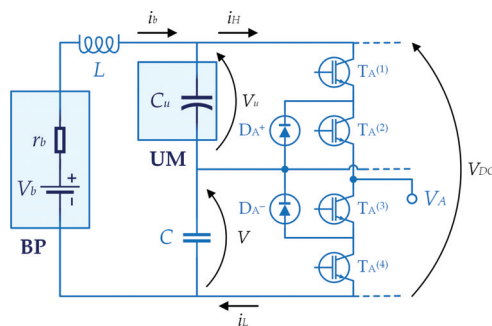 i_b
i_H
L
T_A(1)
C_u
V_u
D_A+
T_A(2)
r_b
UM
V_DC
V_b
+
-
V_A
D_A-
T_A(3)
C
V
BP
T_A(4)
i_L